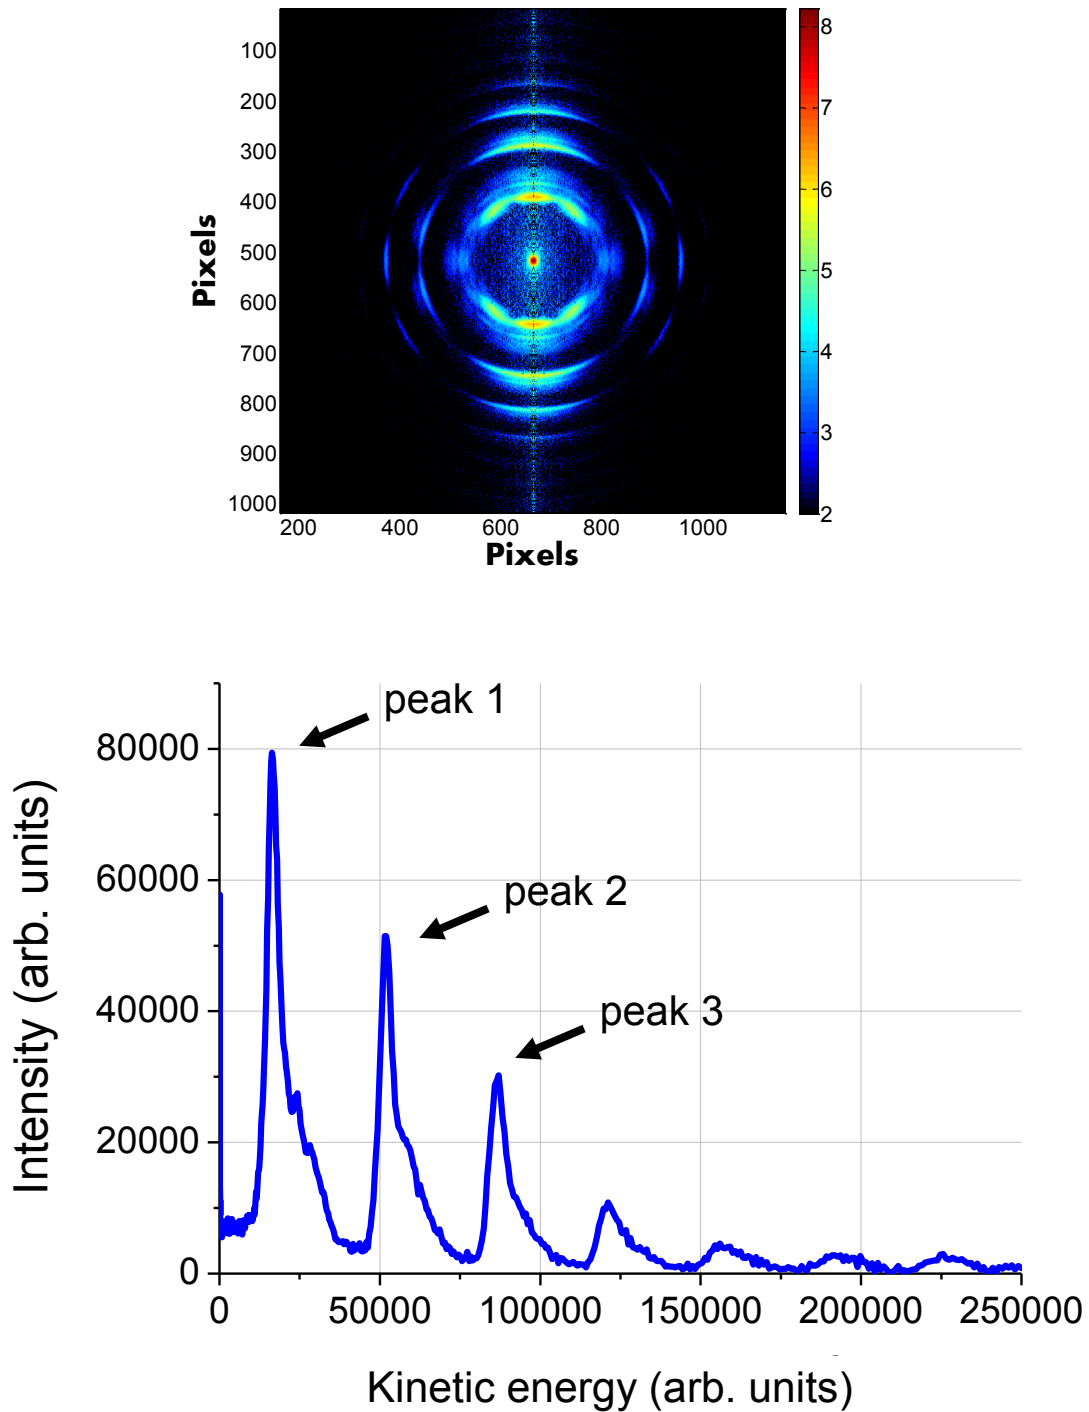 100
200
300
400
500
600
700
800
900
1000
Pixels
200 400 600 800 1000
Pixels
8
7
6
5
4
3
2
peak 1
peak 2
peak 3
80000
60000
40000
20000
0
Intensity (arb. units)
0 50000 100000 150000 200000 250000
Kinetic energy (arb. units)